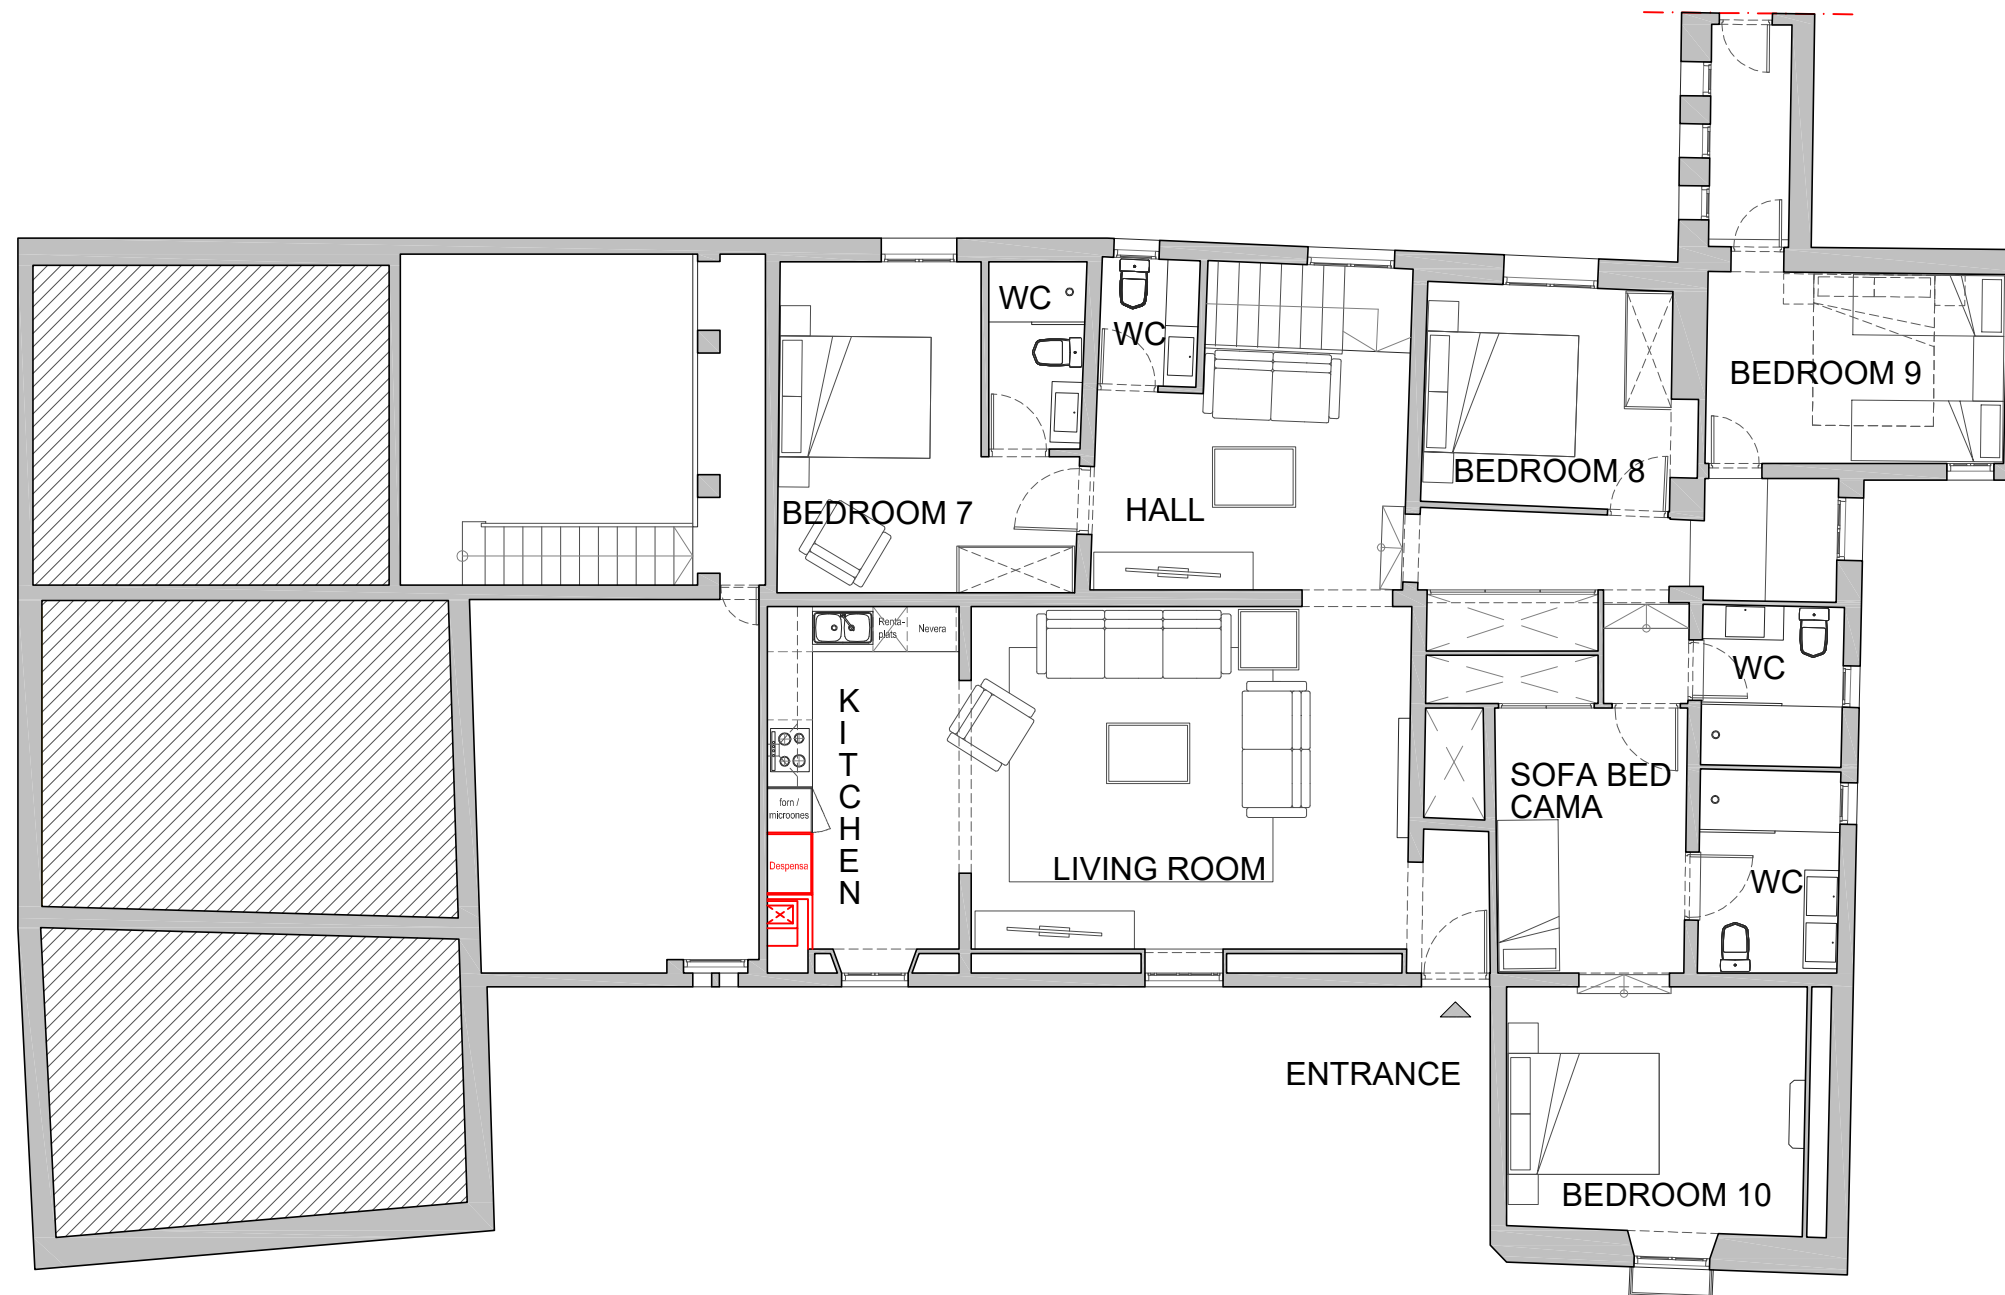 WC
WC
BEDROOM 9
BEDROOM 8
BEDROOM 7
HALL
Renta-
plats
Nevera
KITCHEN
WC
SOFA BED
CAMA
forn /
microones
Despensa
LIVING ROOM
WC
ENTRANCE
BEDROOM 10